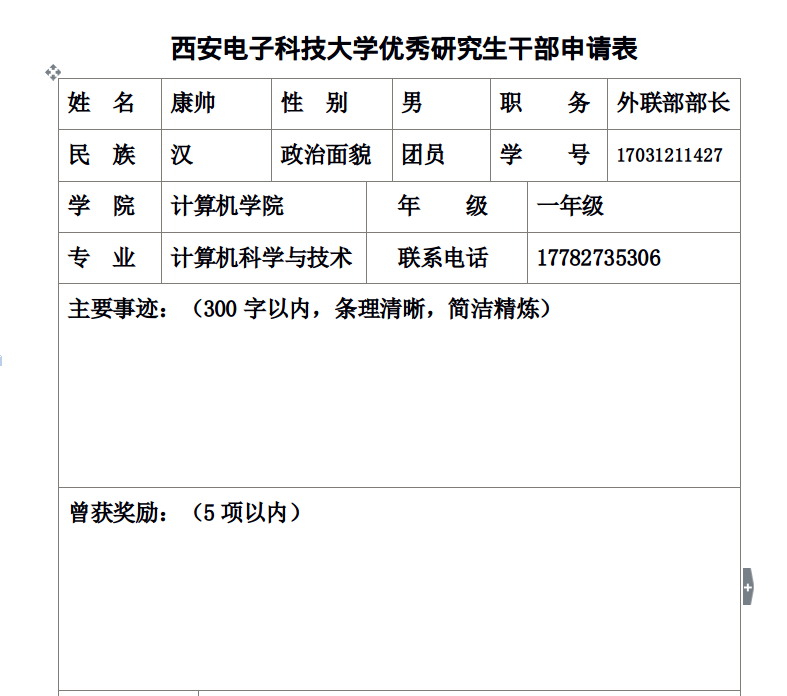 西安电子科技大学优秀研究生干部申请表
姓 名 康帅 性 别 男 职 务 外联部部长
民 族 汉 政治面貌 团员 学 号 17031211427
学 院 计算机学院 年 级 一年级
专 业 计算机科学与技术 联系电话 17782735306
主要事迹：（300 字以内，条理清晰，简洁精炼）
曾获奖励：（5 项以内）